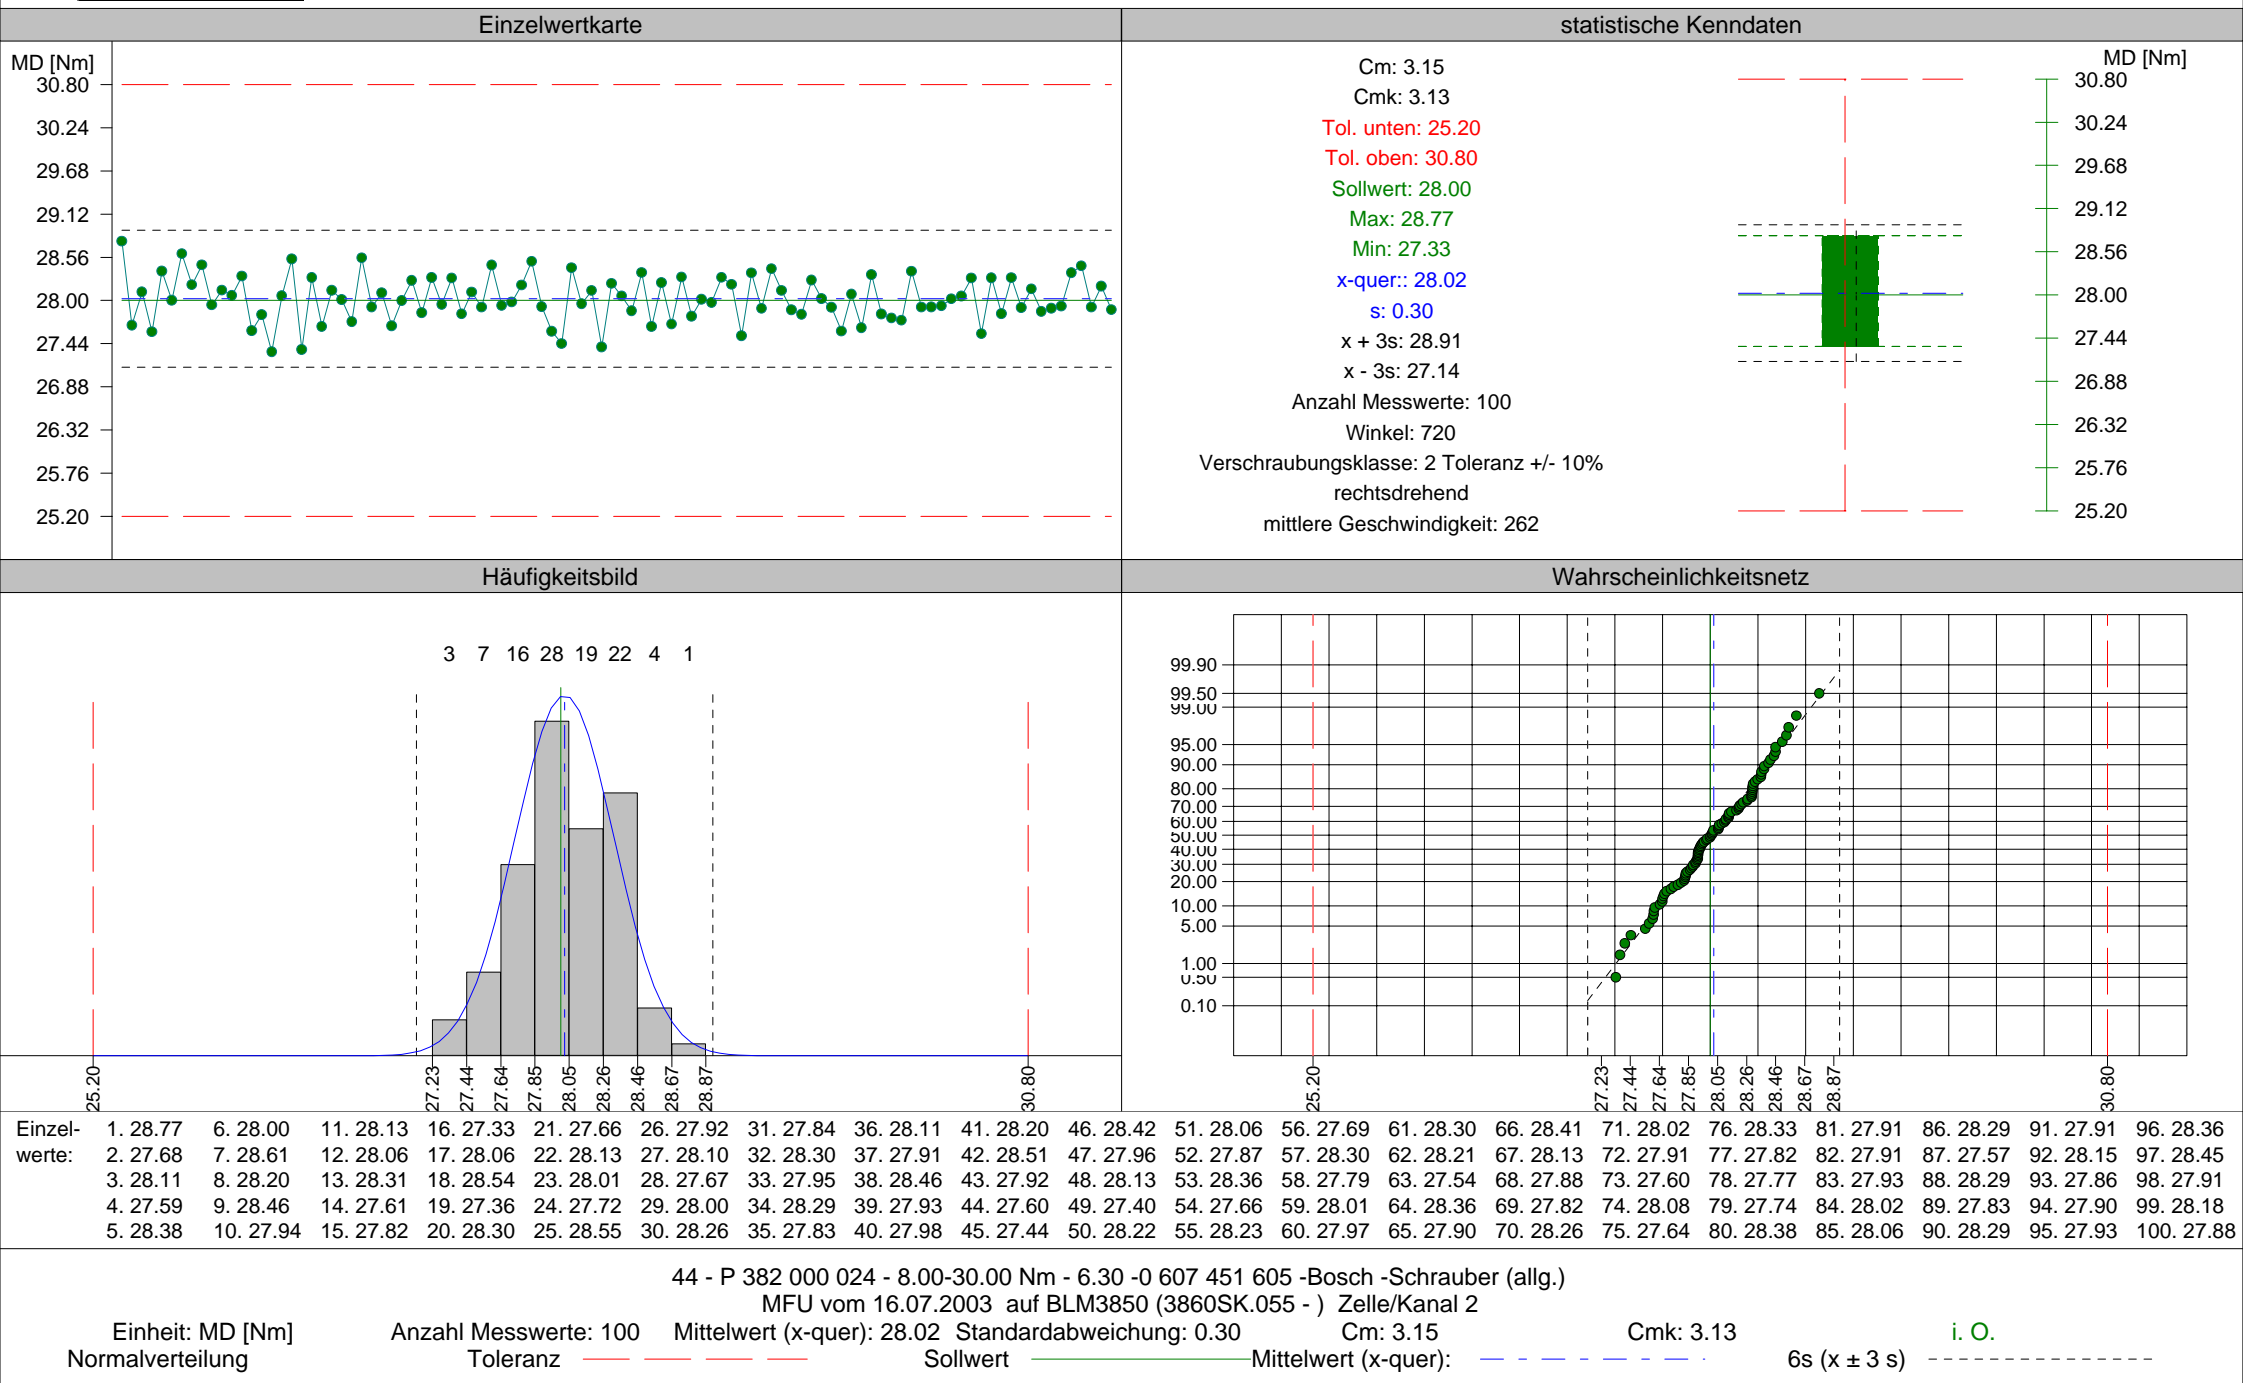 Einzelwertkarte
MD [Nm]
30.80
30.24
29.68
29.12
28.56
28.00
27.44
26.88
26.32
25.76
25.20
statistische Kenndaten
Cm: 3.15
Cmk: 3.13
Tol. unten: 25.20
Tol. oben: 30.80
Sollwert: 28.00
Max: 28.77
Min: 27.33
x-quer:: 28.02
s: 0.30
x + 3s: 28.91
x - 3s: 27.14
Anzahl Messwerte: 100
Winkel: 720
Verschraubungsklasse: 2 Toleranz +/- 10%
rechtsdrehend
mittlere Geschwindigkeit: 262
MD [Nm]
30.80
30.24
29.68
29.12
28.56
28.00
27.44
26.88
26.32
25.76
25.20
Häufigkeitsbild
3 7 16 28 19 22 4 1
25.20 27.23 27.44 27.64 27.85 28.05 28.26 28.46 28.67 28.87 30.80
Wahrscheinlichkeitsnetz
99.90
99.50
99.00
95.00
90.00
80.00
70.00
60.00
50.00
40.00
30.00
20.00
10.00
5.00
1.00
0.50
0.10
25.20 27.23 27.44 27.64 27.85 28.05 28.26 28.46 28.67 28.87 30.80
Einzel- 1. 28.77 6. 28.00 11. 28.13 16. 27.33 21. 27.66 26. 27.92 31. 27.84 36. 28.11 41. 28.20 46. 28.42 51. 28.06 56. 27.69 61. 28.30 66. 28.41 71. 28.02 76. 28.33 81. 27.91 86. 28.29 91. 27.91 96. 28.36
werte: 2. 27.68 7. 28.61 12. 28.06 17. 28.06 22. 28.13 27. 28.10 32. 28.30 37. 27.91 42. 28.51 47. 27.96 52. 27.87 57. 28.30 62. 28.21 67. 28.13 72. 27.91 77. 27.82 82. 27.91 87. 27.57 92. 28.15 97. 28.45
3. 28.11 8. 28.20 13. 28.31 18. 28.54 23. 28.01 28. 27.67 33. 27.95 38. 28.46 43. 27.92 48. 28.13 53. 28.36 58. 27.79 63. 27.54 68. 27.88 73. 27.60 78. 27.77 83. 27.93 88. 28.29 93. 27.86 98. 27.91
4. 27.59 9. 28.46 14. 27.61 19. 27.36 24. 27.72 29. 28.00 34. 28.29 39. 27.93 44. 27.60 49. 27.40 54. 27.66 59. 28.01 64. 28.36 69. 27.82 74. 28.08 79. 27.74 84. 28.02 89. 27.83 94. 27.90 99. 28.18
5. 28.38 10. 27.94 15. 27.82 20. 28.30 25. 28.55 30. 28.26 35. 27.83 40. 27.98 45. 27.44 50. 28.22 55. 28.23 60. 27.97 65. 27.90 70. 28.26 75. 27.64 80. 28.38 85. 28.06 90. 28.29 95. 27.93 100. 27.88
44 - P 382 000 024 - 8.00-30.00 Nm - 6.30 -0 607 451 605 -Bosch -Schrauber (allg.)
MFU vom 16.07.2003 auf BLM3850 (3860SK.055 - ) Zelle/Kanal 2
Einheit: MD [Nm] Anzahl Messwerte: 100 Mittelwert (x-quer): 28.02 Standardabweichung: 0.30 Cm: 3.15 Cmk: 3.13 i. O.
Normalverteilung Toleranz Sollwert Mittelwert (x-quer): 6s (x ± 3 s)